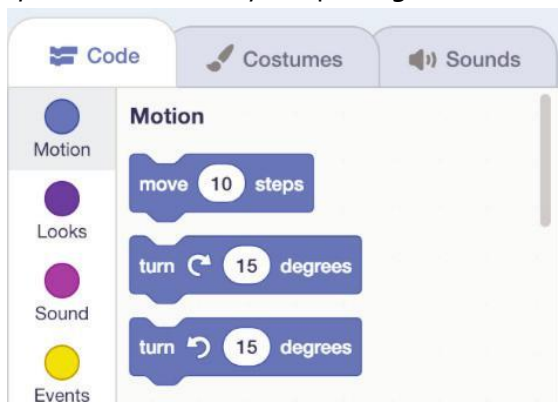 Code Costumes Sounds
Motion
Motion
move 10 steps
Looks
turn 15 degrees
Sound
turn 15 degrees
Events